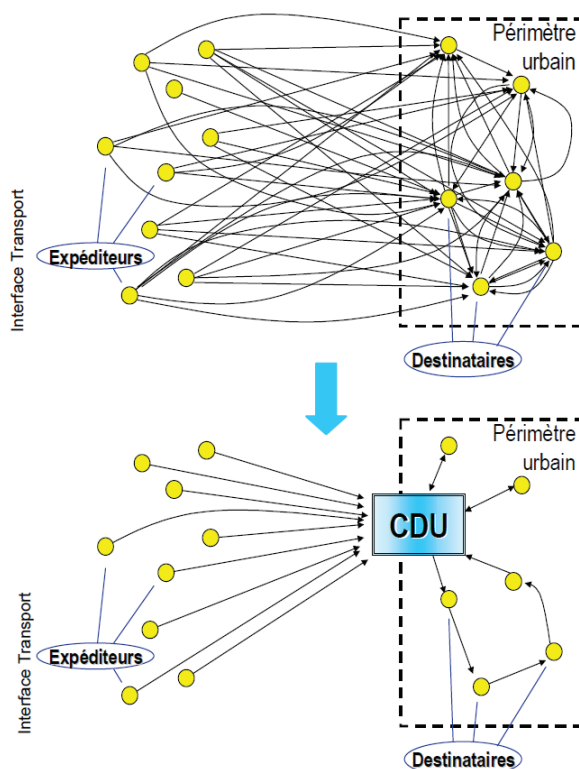 Périmètre
urbain
Interface Transport
Expéditeurs
Destinataires
Périmètre
urbain
CDU
Interface Transport
Expéditeurs
Destinataires